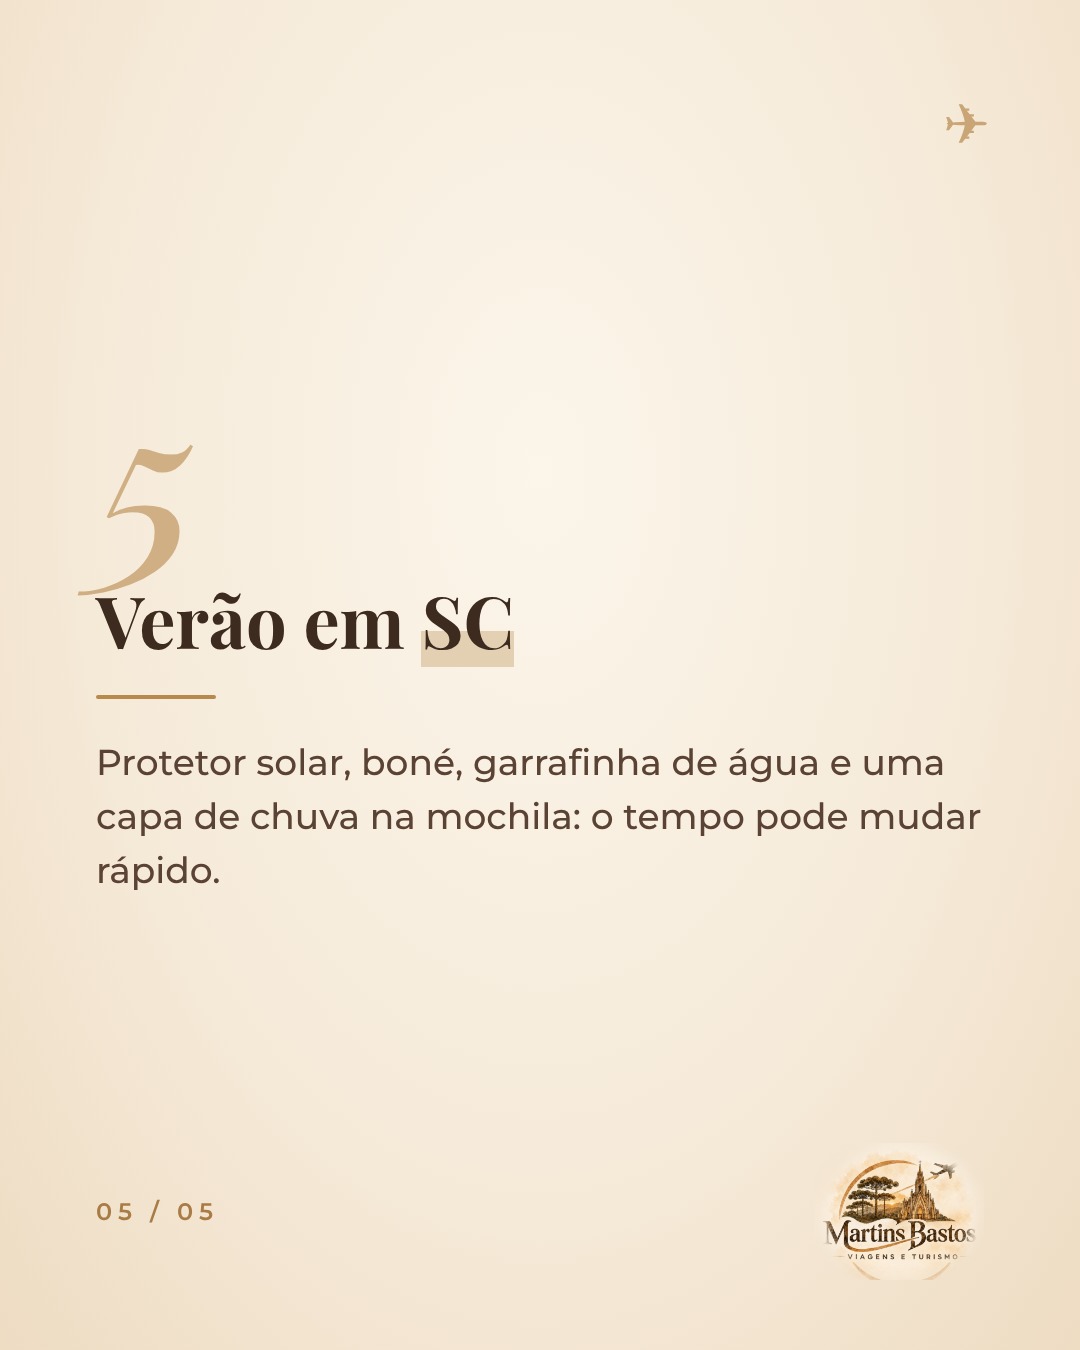 5
Verão em SC
Protetor solar, boné, garrafinha de água e uma
capa de chuva na mochila: o tempo pode mudar
rápido.
05 / 05
Martins Bastos
VIAGENS E TURISMO